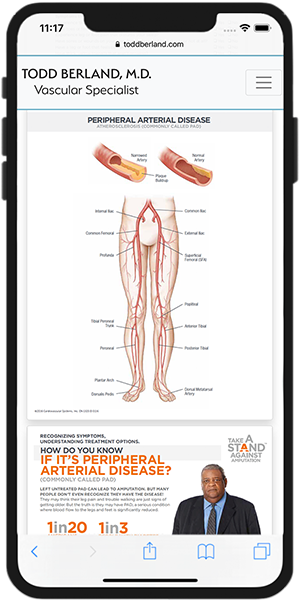 11:17
toddberland.com
TODD BERLAND, M.D.
Vascular Specialist
PERIPHERAL ARTERIAL DISEASE
ATHEROSCLEROSIS (COMMONLY CALLED PAD)
Narrowed Artery
Normal Artery
Plaque Buildup
Internal Iliac
Common Iliac
Common Femoral
External Iliac
Profunda
Superficial Femoral (SFA)
Popliteal
Tibial Peroneal Trunk
Anterior Tibial
Peroneal
Posterior Tibial
Plantar Arch
Dorsalis Pedis
Dorsal Metatarsal Artery
RECOGNIZING SYMPTOMS,
UNDERSTANDING TREATMENT OPTIONS.
HOW DO YOU KNOW
IF IT'S PERIPHERAL
ARTERIAL DISEASE?
(COMMONLY CALLED PAD)
LEFT UNTREATED PAD CAN LEAD TO AMPUTATION, BUT MANY
PEOPLE DON'T EVEN RECOGNIZE THEY HAVE THE DISEASE!
They may think their leg pain and trouble walking are just signs of
getting older. But the truth is they may have PAD, a serious condition
where blood flow to the legs and feet is significantly reduced.
1in20 1in3
TAKE A
STAND
AGAINST
AMPUTATION